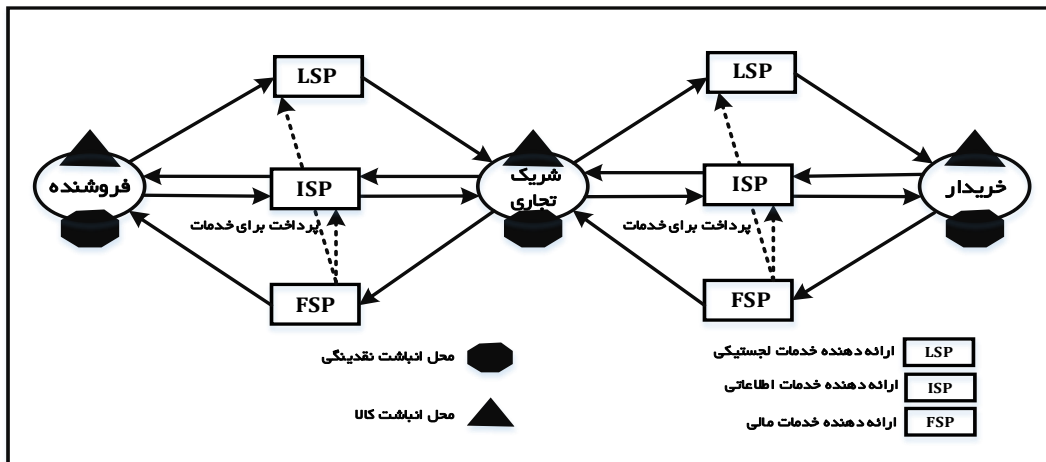 LSP
LSP
فروشنده
ISP
شریک
تجاری
ISP
خریدار
پرداخت برای خدمات
پرداخت برای خدمات
FSP
FSP
محل انباشت نقدینگی
محل انباشت کالا
ارائه دهنده خدمات لجستیکی LSP
ارائه دهنده خدمات اطلاعاتی ISP
ارائه دهنده خدمات مالی FSP